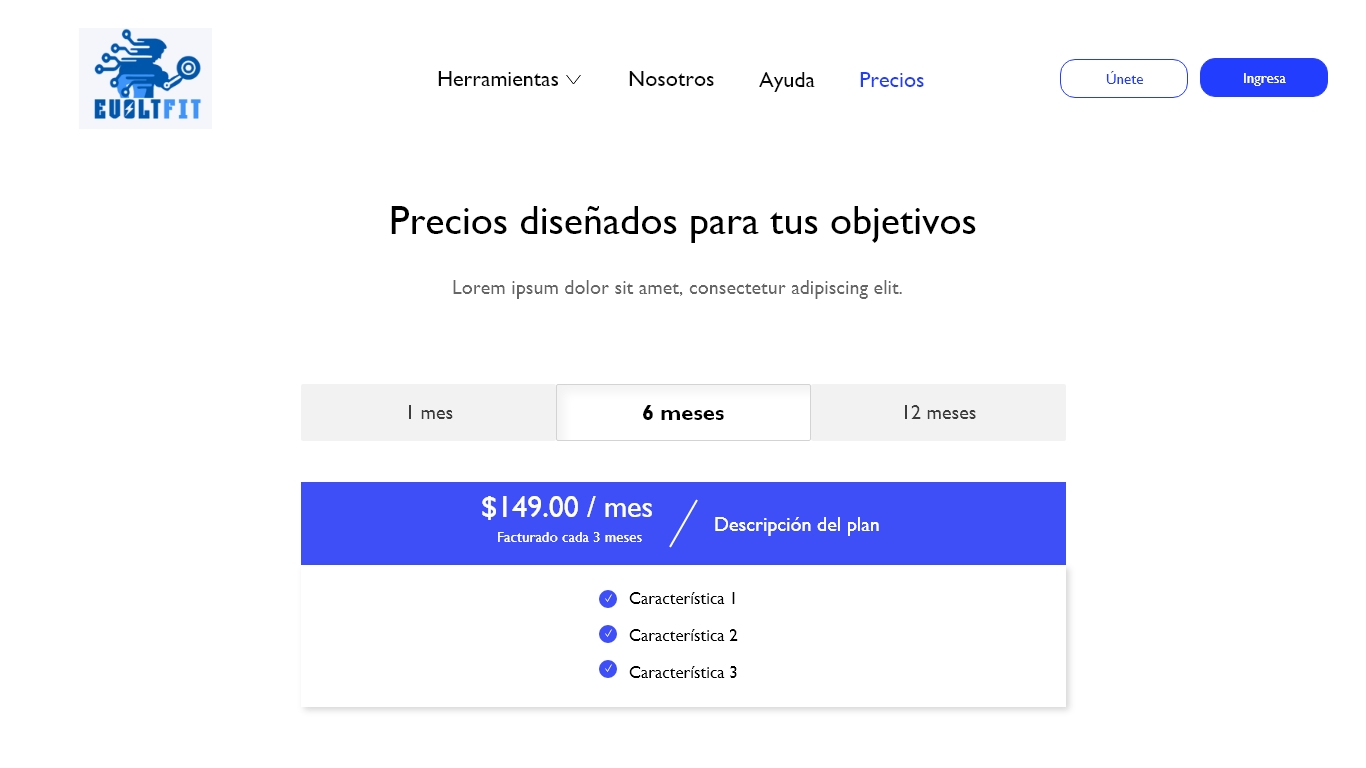 EVOLTFIT
Herramientas
Nosotros
Ayuda
Precios
Únete
Ingresa
Precios diseñados para tus objetivos
Lorem ipsum dolor sit amet, consectetur adipiscing elit.
1 mes
6 meses
12 meses
$149.00 / mes
Facturado cada 3 meses
Descripción del plan
Característica 1
Característica 2
Característica 3